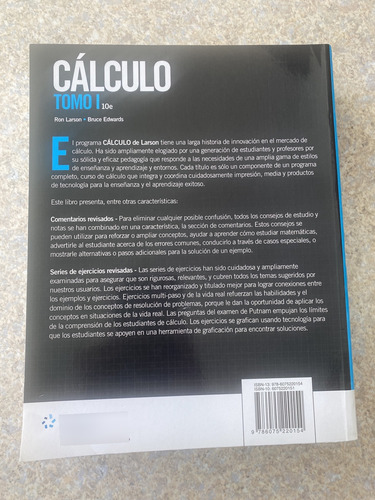 CÁLCULO
TOMO I 10e
Ron Larson • Bruce Edwards
El programa CÁLCULO de Larson tiene una larga historia de innovación en el mercado de
cálculo. Ha sido ampliamente elogiado por una generación de estudiantes y profesores por
su sólida y eficaz pedagogía que responde a las necesidades de una amplia gama de estilos
de enseñanza y aprendizaje y entornos. Cada título es sólo un componente de un programa
completo, curso de cálculo que integra y coordina cuidadosamente impresión, media y productos
de tecnología para la enseñanza y el aprendizaje exitoso.
Este libro presenta, entre otras características:
Comentarios revisados - Para eliminar cualquier posible confusión, todos los consejos de estudio y
notas se han combinado en una característica, la sección de comentarios. Estos consejos se
pueden utilizar para reforzar o ampliar conceptos, ayudar a aprender cómo estudiar matemáticas,
advertirle al estudiante acerca de los errores comunes, conducirlo a través de casos especiales, o
mostrarle alternativas o pasos adicionales para la solución de un ejemplo.
Series de ejercicios revisadas - Las series de ejercicios han sido cuidadosa y ampliamente
examinadas para asegurar que son rigurosas, relevantes, y cubren todos los temas sugeridos por
nuestros usuarios. Los ejercicios se han reorganizado y titulado mejor para lograr conexiones entre
los ejemplos y ejercicios. Ejercicios multi-paso y de la vida real refuerzan las habilidades y el
dominio de los conceptos de resolución de problemas, porque le dan la oportunidad de aplicar los
conceptos en situaciones de la vida real. Las preguntas del examen de Putnam empujan los límites
de la comprensión de los estudiantes de cálculo. Los ejercicios se grafican usando tecnología para
que los estudiantes se apoyen en una herramienta de graficación para encontrar soluciones.
ISBN-13: 978-6075220154
ISBN-10: 6075220151
9 786075 220154